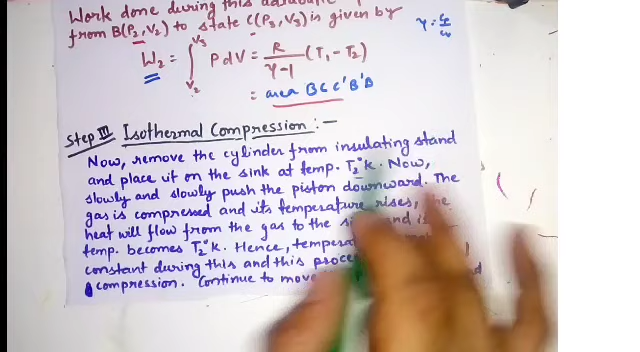 Work done during this adiabatic
from B(P₂,V₂) to state C(P₃,V₃) is given by
γ = Cp/Cv
W₂ = ∫_{V₂}^{V₃} PdV = R/(γ-1) (T₁-T₂)
= area BCC'B'B
Step III Isothermal Compression :-
Now, remove the cylinder from insulating stand
and place it on the sink at temp. T₂°K. Now,
slowly and slowly push the piston downward. The
gas is compressed and its temperature rises, the
heat will flow from the gas to the
temp. becomes T₂°K. Hence,
constant during this and this
compression. Continue to